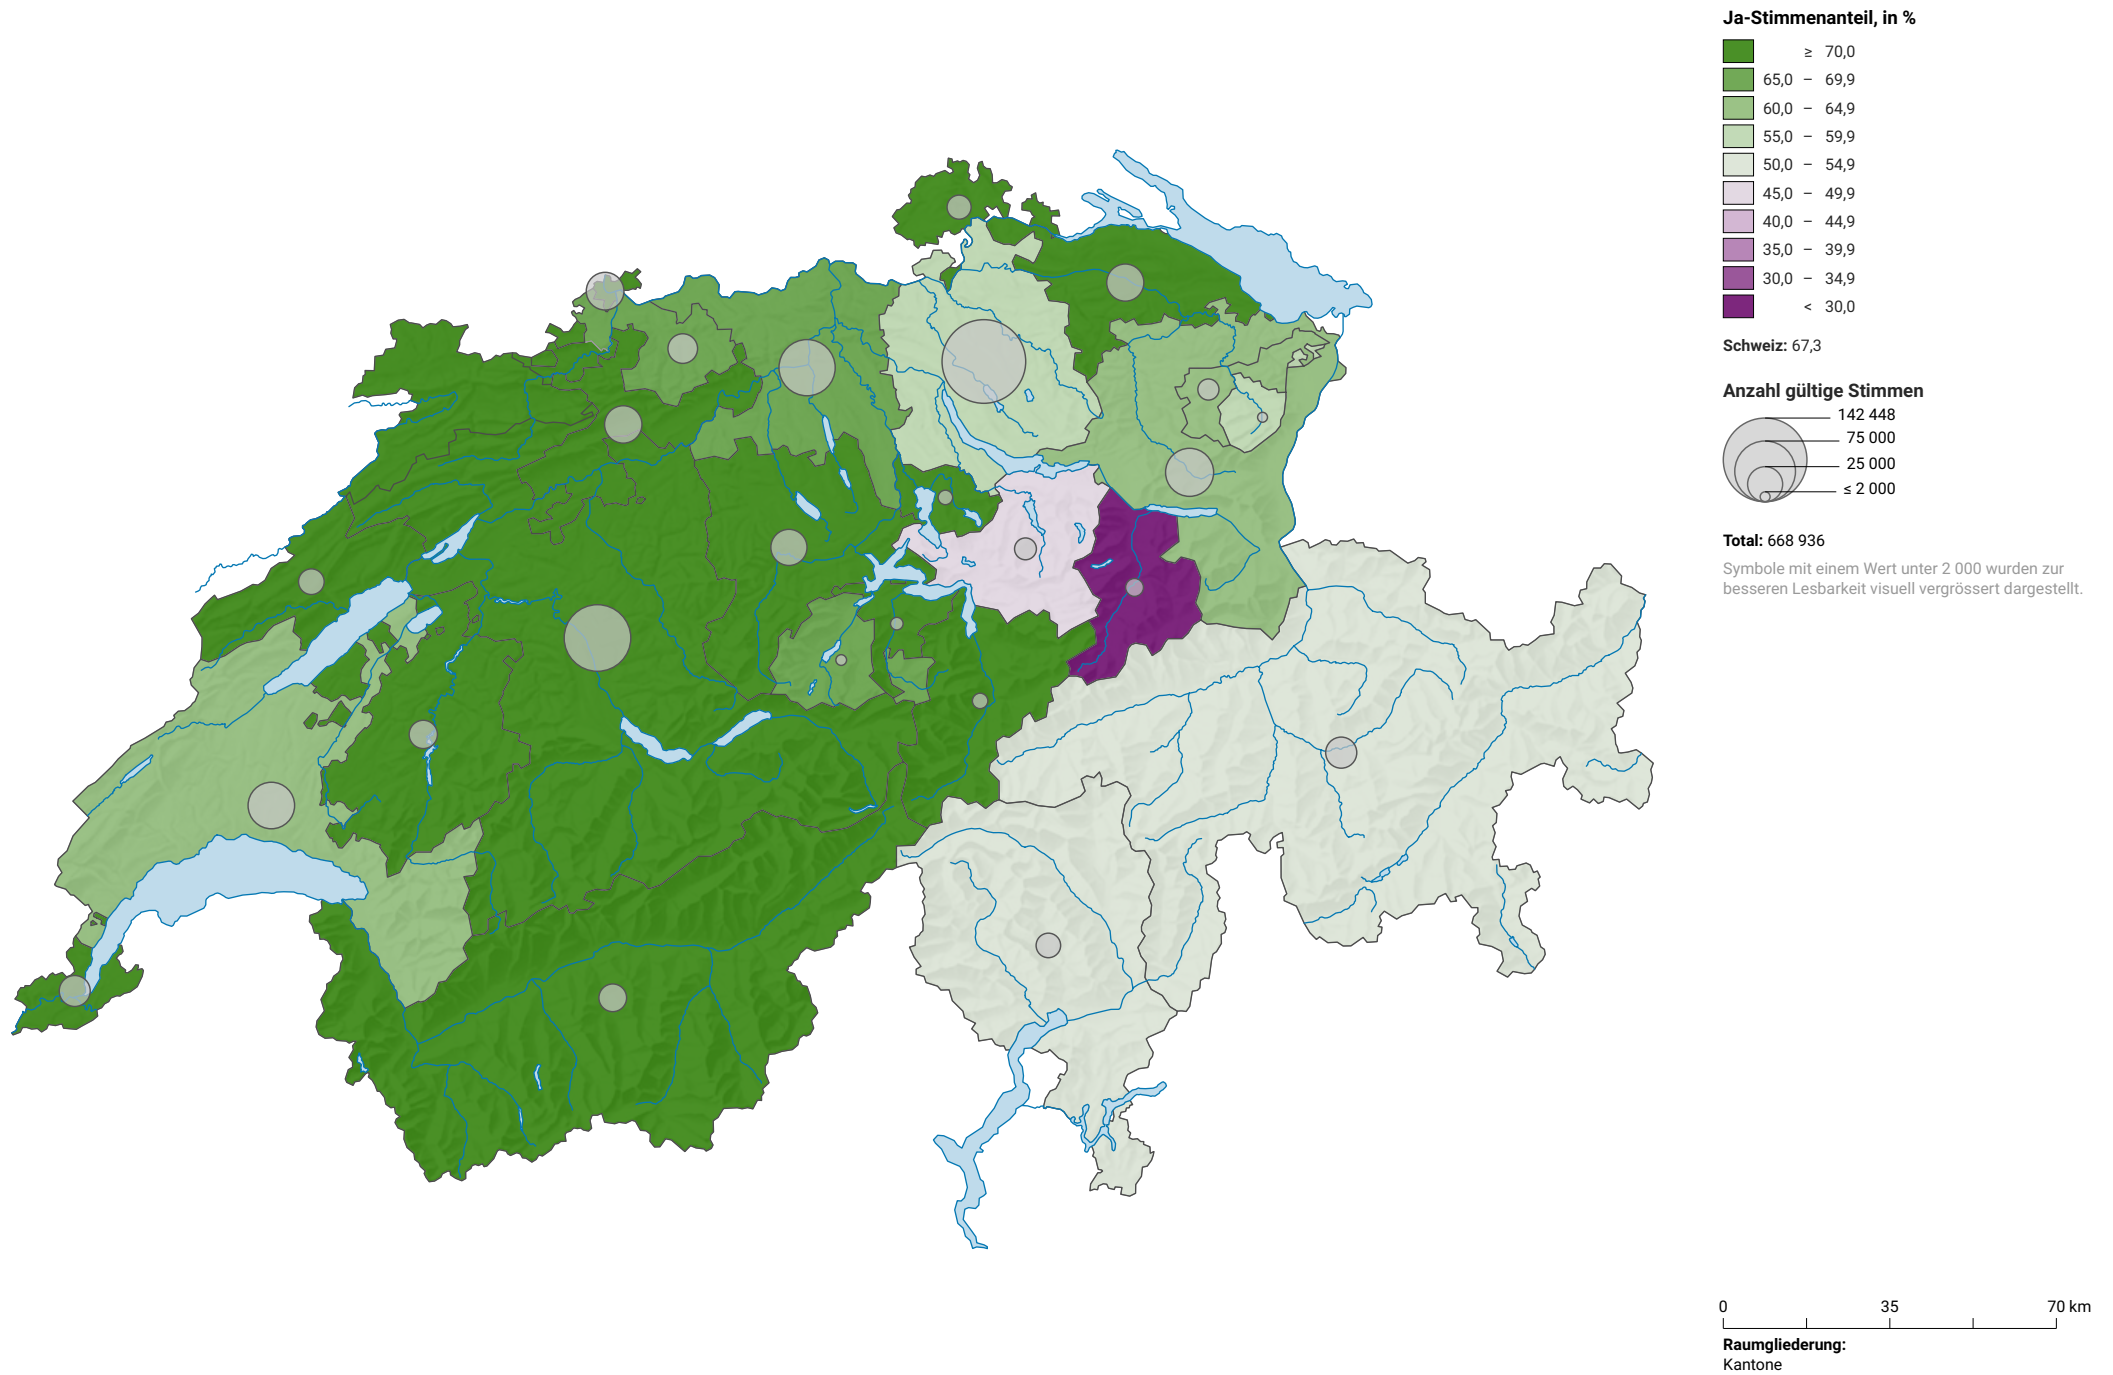 Ja-Stimmenanteil, in %
≥ 70,0
65,0 – 69,9
60,0 – 64,9
55,0 – 59,9
50,0 – 54,9
45,0 – 49,9
40,0 – 44,9
35,0 – 39,9
30,0 – 34,9
< 30,0
Schweiz: 67,3
Anzahl gültige Stimmen
142 448
75 000
25 000
≤ 2 000
Total: 668 936
Symbole mit einem Wert unter 2 000 wurden zur
besseren Lesbarkeit visuell vergrössert dargestellt.
0 35 70 km
Raumgliederung:
Kantone